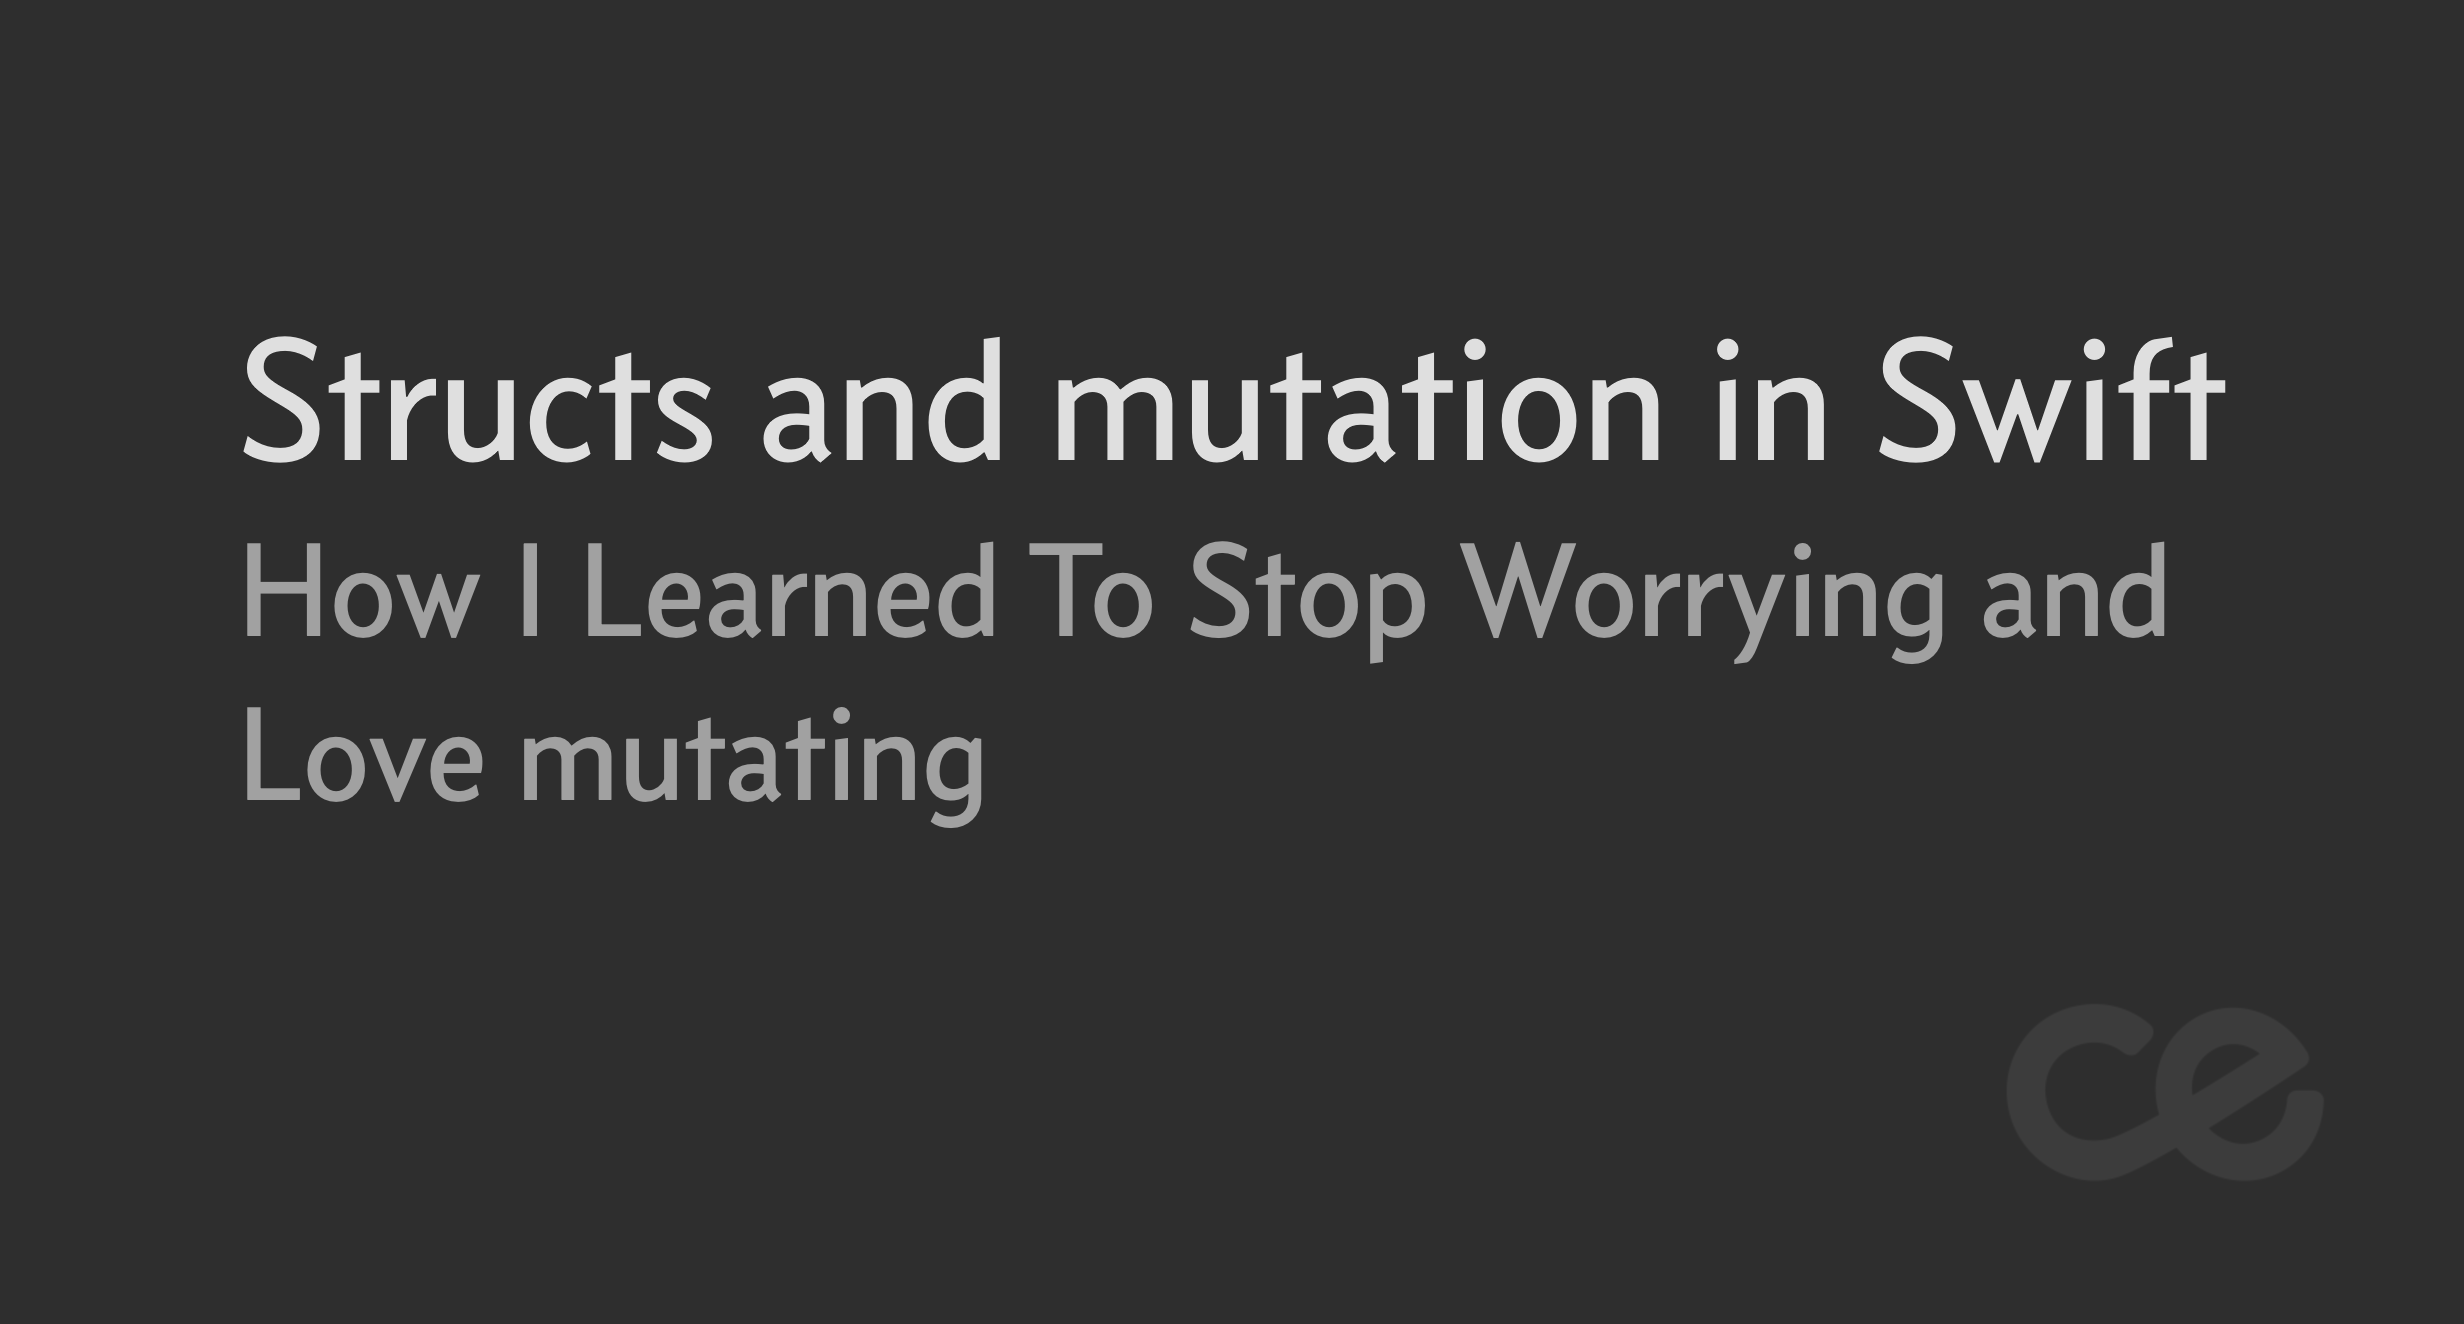 Structs and mutation in Swift
How I Learned To Stop Worrying and
Love mutating
ce